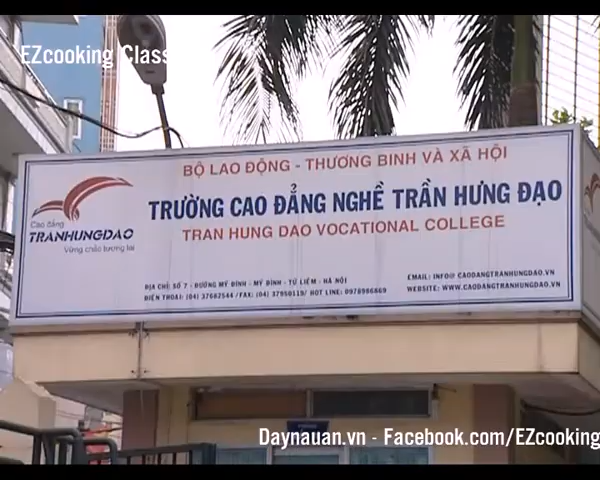 EZcooking Class
BỘ LAO ĐỘNG - THƯƠNG BINH VÀ XÃ HỘI
TRƯỜNG CAO ĐẲNG NGHỀ TRẦN HƯNG ĐẠO
TRAN HUNG DAO VOCATIONAL COLLEGE
Cao đẳng
TRANHUNGDAO
Vững chắc tương lai
ĐỊA CHỈ: SỐ 7 - ĐƯỜNG MỸ ĐÌNH - MỸ ĐÌNH - TỪ LIÊM - HÀ NỘI
ĐIỆN THOẠI: (04) 37682544 / FAX: (04) 37950119/ HOT LINE: 0978996869
EMAIL: INFO@ CAODANGTRANHUNGDAO.VN
WEBSITE: WWW.CAODANGTRANHUNGDAO.VN
Daynauan.vn - Facebook.com/EZcooking